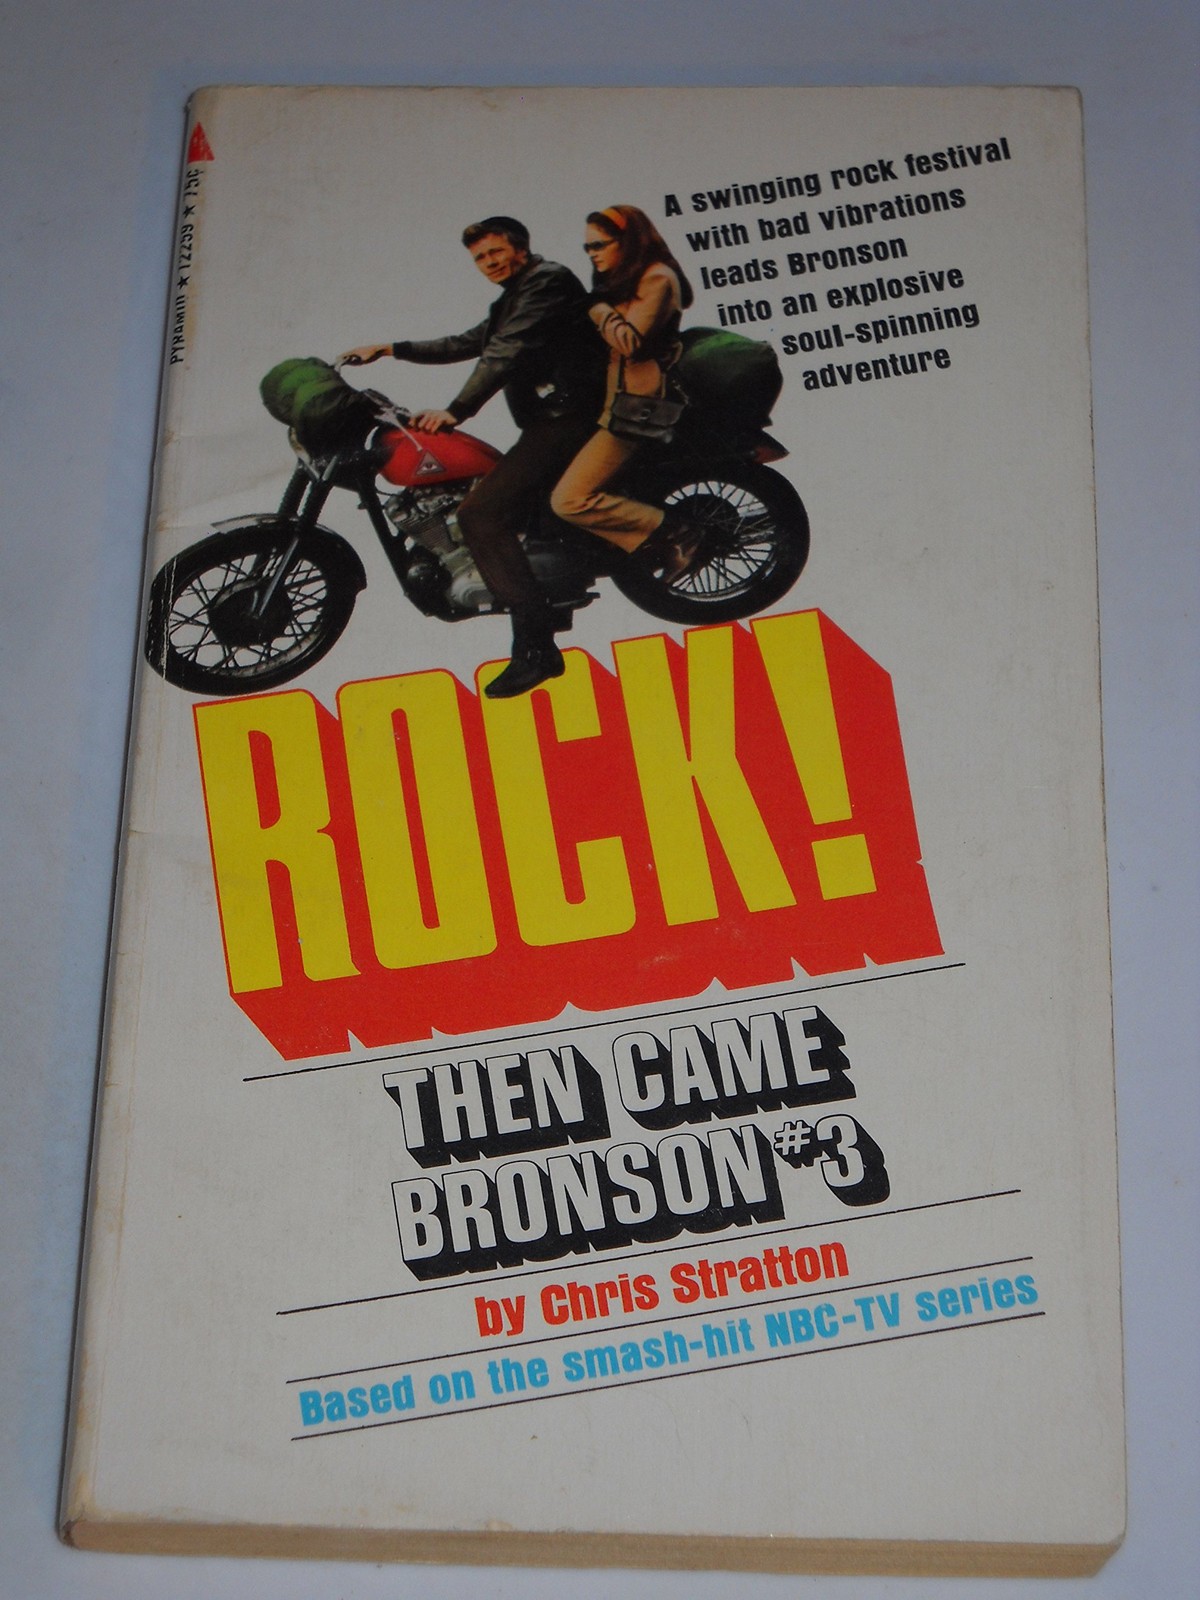 PYRAMID ★ T2259 ★ 75¢
A swinging rock festival
with bad vibrations
leads Bronson
into an explosive
soul-spinning
adventure
ROCK!
THEN CAME
BRONSON #3
by Chris Stratton
Based on the smash-hit NBC-TV series